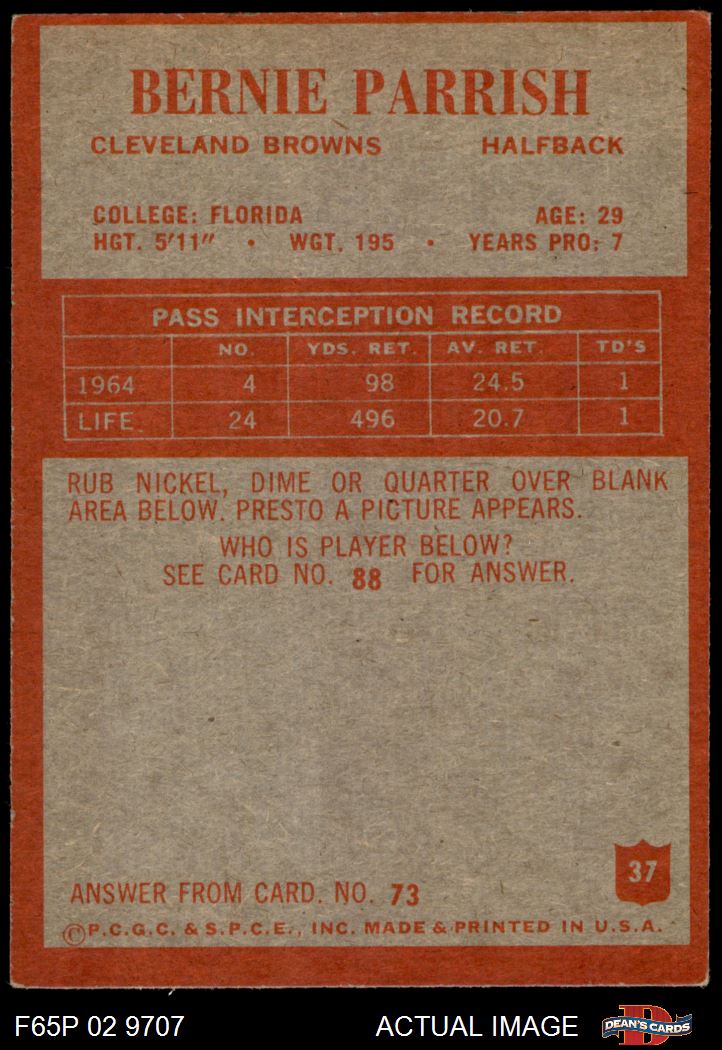 BERNIE PARRISH
CLEVELAND BROWNS HALFBACK
COLLEGE: FLORIDA AGE: 29
HGT. 5'11" • WGT. 195 • YEARS PRO: 7
PASS INTERCEPTION RECORD
NO. YDS. RET. AV. RET. TD'S
1964 4 98 24.5 1
LIFE 24 496 20.7 1
RUB NICKEL, DIME OR QUARTER OVER BLANK
AREA BELOW. PRESTO A PICTURE APPEARS.
WHO IS PLAYER BELOW?
SEE CARD NO. 88 FOR ANSWER.
37
ANSWER FROM CARD. NO. 73
©P.C.G.C. & S.P.C.E., INC. MADE & PRINTED IN U.S.A.
F65P 02 9707 ACTUAL IMAGE
D
DEAN'S CARDS